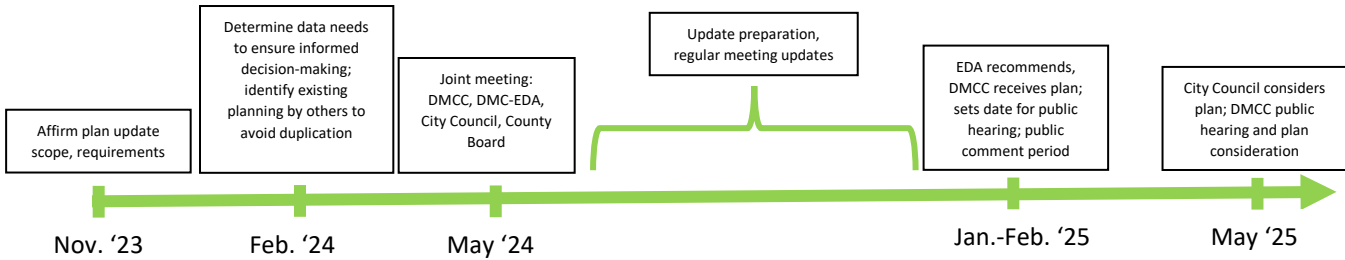 Affirm plan update
scope, requirements
Determine data needs
to ensure informed
decision-making;
identify existing
planning by others to
avoid duplication
Joint meeting:
DMCC, DMC-EDA,
City Council, County
Board
Update preparation,
regular meeting updates
EDA recommends,
DMCC receives plan;
sets date for public
hearing; public
comment period
City Council considers
plan; DMCC public
hearing and plan
consideration
Nov. ‘23
Feb. ‘24
May ‘24
Jan.-Feb. ‘25
May ‘25